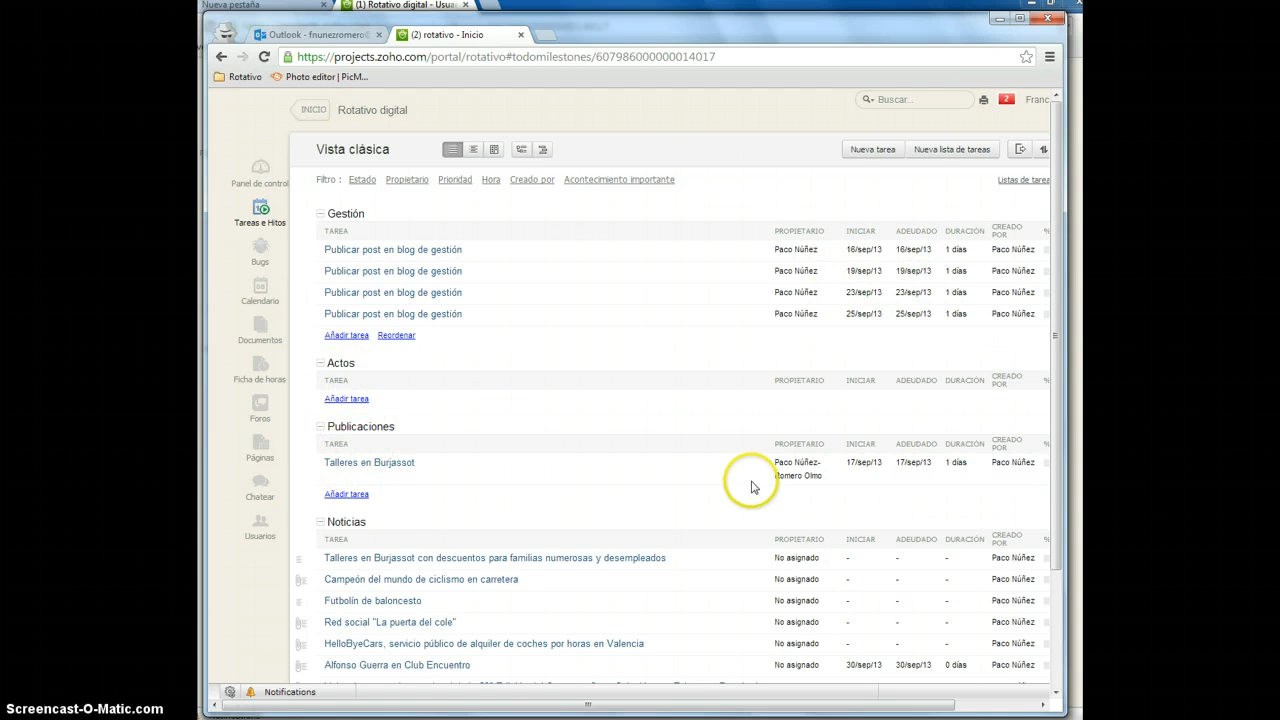 Nueva pestaña
(1) Rotativo digital - Usua
Outlook - fnunezromero@
(2) rotativo - Inicio
https://projects.zoho.com/portal/rotativo#todomilestones/607986000000014017
Rotativo
Photo editor | PicM...
INICIO
Rotativo digital
Buscar...
2
Franc
Vista clásica
Nueva tarea
Nueva lista de tareas
Filtro : Estado Propietario Prioridad Hora Creado por Acontecimiento importante
Listas de tarea
Panel de control
Tareas e Hitos
Bugs
Calendario
Documentos
Ficha de horas
Foros
Páginas
Chatear
Usuarios
Gestión
TAREA PROPIETARIO INICIAR ADEUDADO DURACIÓN CREADO POR %
Publicar post en blog de gestión Paco Núñez 16/sep/13 16/sep/13 1 días Paco Núñez
Publicar post en blog de gestión Paco Núñez 19/sep/13 19/sep/13 1 días Paco Núñez
Publicar post en blog de gestión Paco Núñez 23/sep/13 23/sep/13 1 días Paco Núñez
Publicar post en blog de gestión Paco Núñez 25/sep/13 25/sep/13 1 días Paco Núñez
Añadir tarea Reordenar
Actos
TAREA PROPIETARIO INICIAR ADEUDADO DURACIÓN CREADO POR %
Añadir tarea
Publicaciones
TAREA PROPIETARIO INICIAR ADEUDADO DURACIÓN CREADO POR %
Talleres en Burjassot Paco Núñez-Romero Olmo 17/sep/13 17/sep/13 1 días Paco Núñez
Añadir tarea
Noticias
TAREA PROPIETARIO INICIAR ADEUDADO DURACIÓN CREADO POR %
Talleres en Burjassot con descuentos para familias numerosas y desempleados No asignado - - - Paco Núñez
Campeón del mundo de ciclismo en carretera No asignado - - - Paco Núñez
Futbolín de baloncesto No asignado - - - Paco Núñez
Red social "La puerta del cole" No asignado - - - Paco Núñez
HelloByeCars, servicio público de alquiler de coches por horas en Valencia No asignado - - - Paco Núñez
Alfonso Guerra en Club Encuentro No asignado 30/sep/13 30/sep/13 0 días Paco Núñez
Notifications
Screencast-O-Matic.com